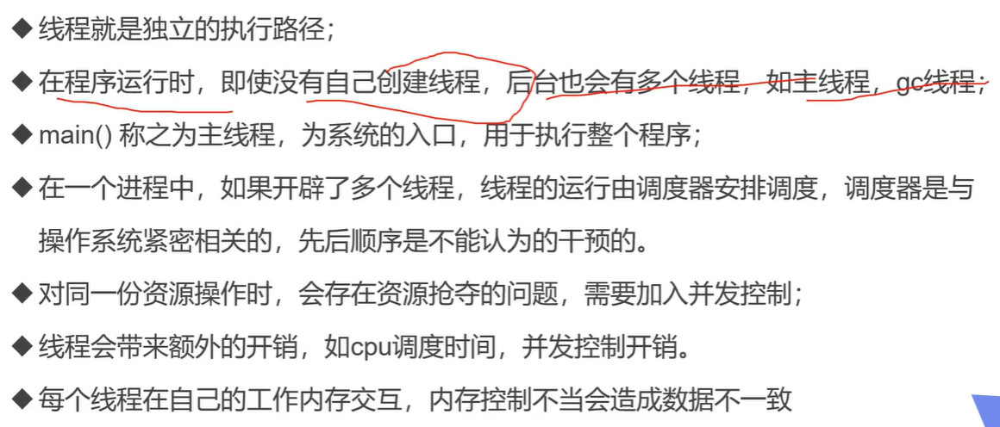 ◆ 线程就是独立的执行路径；
◆ 在程序运行时，即使没有自己创建线程，后台也会有多个线程，如主线程，gc线程；
◆ main() 称之为主线程，为系统的入口，用于执行整个程序；
◆ 在一个进程中，如果开辟了多个线程，线程的运行由调度器安排调度，调度器是与
操作系统紧密相关的，先后顺序是不能认为的干预的。
◆ 对同一份资源操作时，会存在资源抢夺的问题，需要加入并发控制；
◆ 线程会带来额外的开销，如cpu调度时间，并发控制开销。
◆ 每个线程在自己的工作内存交互，内存控制不当会造成数据不一致